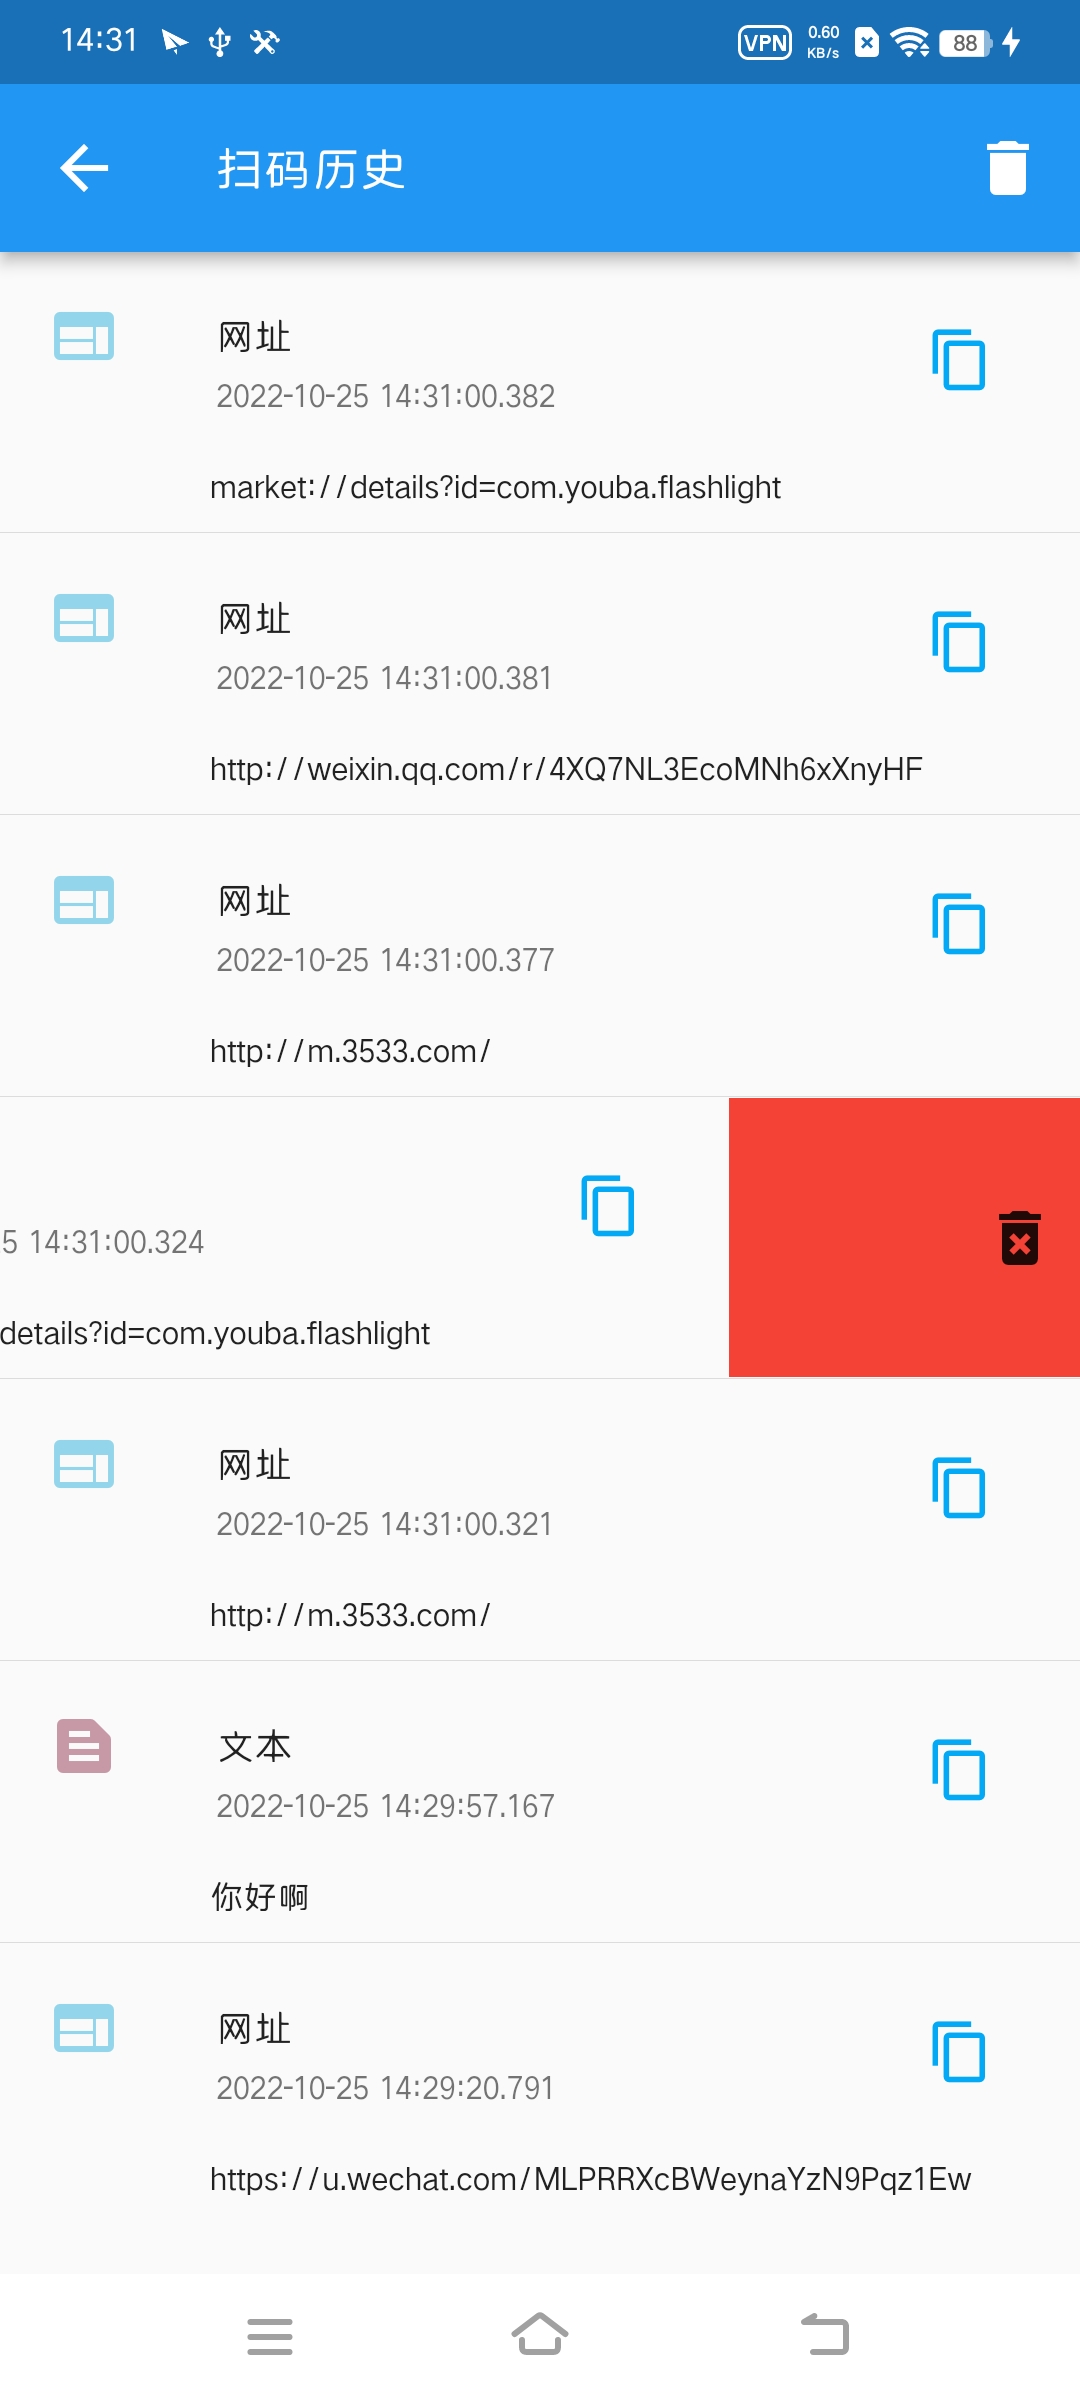 14:31
VPN
0.60
KB/s
88
扫码历史
网址
2022-10-25 14:31:00.382
market://details?id=com.youba.flashlight
网址
2022-10-25 14:31:00.381
http://weixin.qq.com/r/4XQ7NL3EcoMNh6xXnyHF
网址
2022-10-25 14:31:00.377
http://m.3533.com/
5 14:31:00.324
details?id=com.youba.flashlight
网址
2022-10-25 14:31:00.321
http://m.3533.com/
文本
2022-10-25 14:29:57.167
你好啊
网址
2022-10-25 14:29:20.791
https://u.wechat.com/MLPRRXcBWeynaYzN9Pqz1Ew